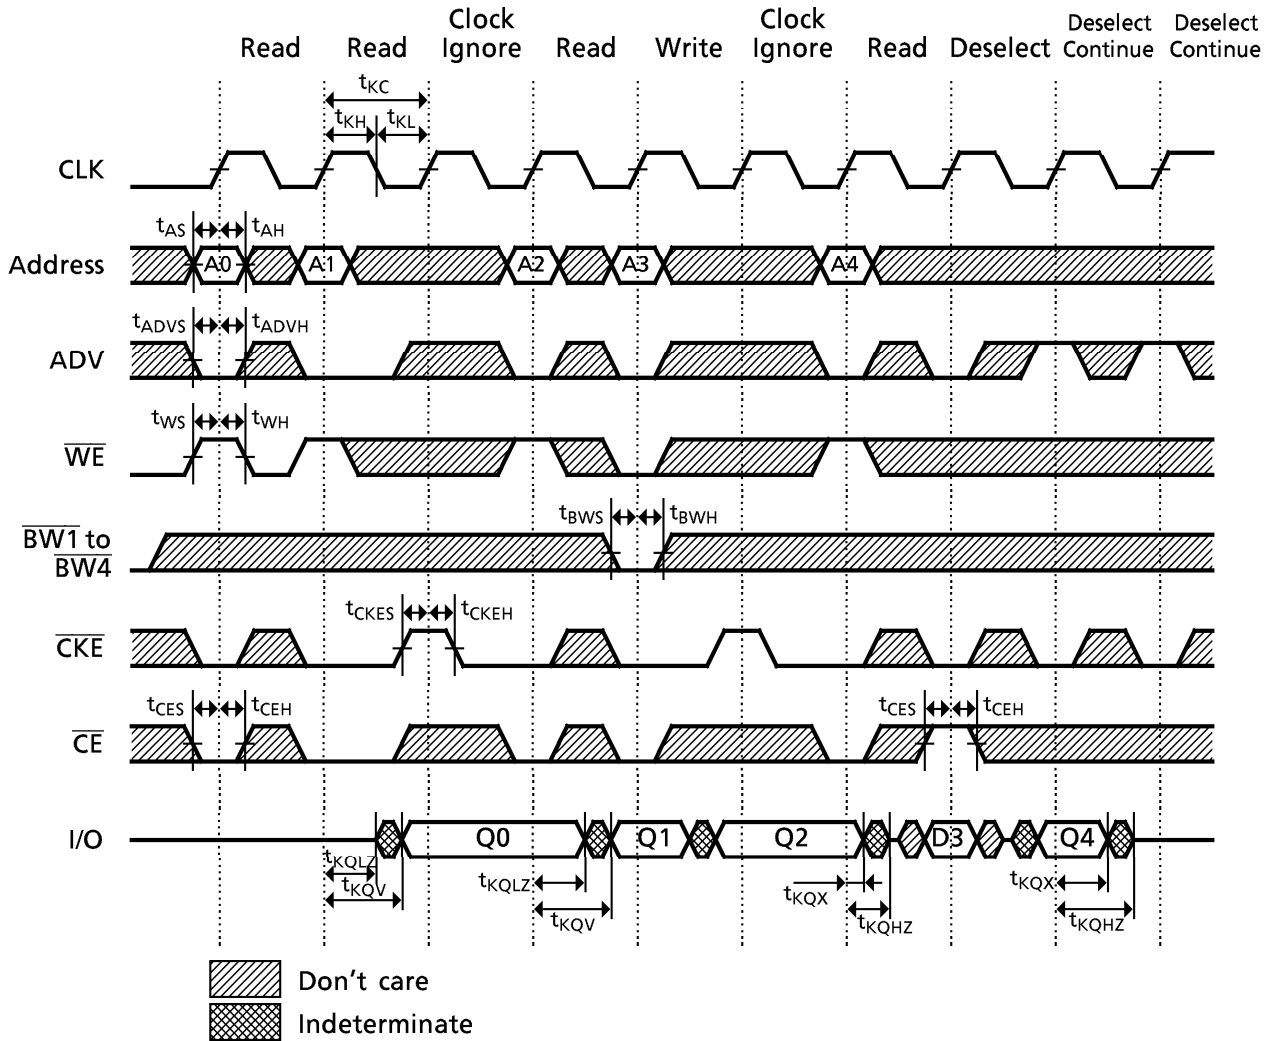 Read
Read
Clock
Ignore
Read
Write
Clock
Ignore
Read
Deselect
Deselect
Continue
Deselect
Continue
tKC
tKH
tKL
CLK
tAS
tAH
Address
A0
A1
A2
A3
A4
tADVS
tADVH
ADV
tWS
tWH
WE
tBWS
tBWH
BW1 to
BW4
tCKES
tCKEH
CKE
tCES
tCEH
tCES
tCEH
CE
I/O
Q0
Q1
Q2
D3
Q4
tKQLZ
tKQV
tKQLZ
tKQV
tKQX
tKQHZ
tKQX
tKQHZ
Don't care
Indeterminate